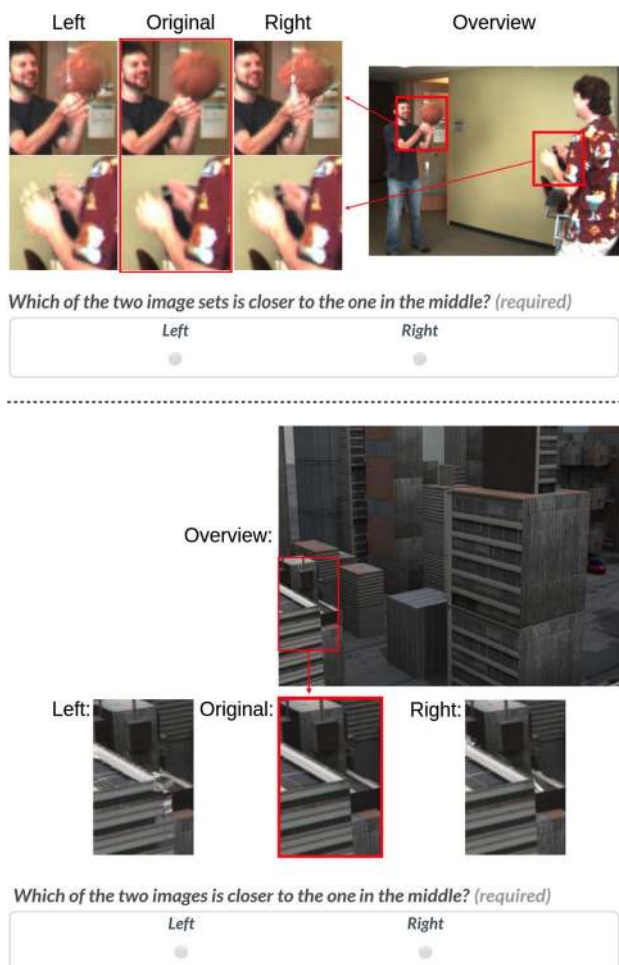 Left Original Right Overview
Which of the two image sets is closer to the one in the middle? (required)
Left Right
Overview:
Left: Original: Right:
Which of the two images is closer to the one in the middle? (required)
Left Right